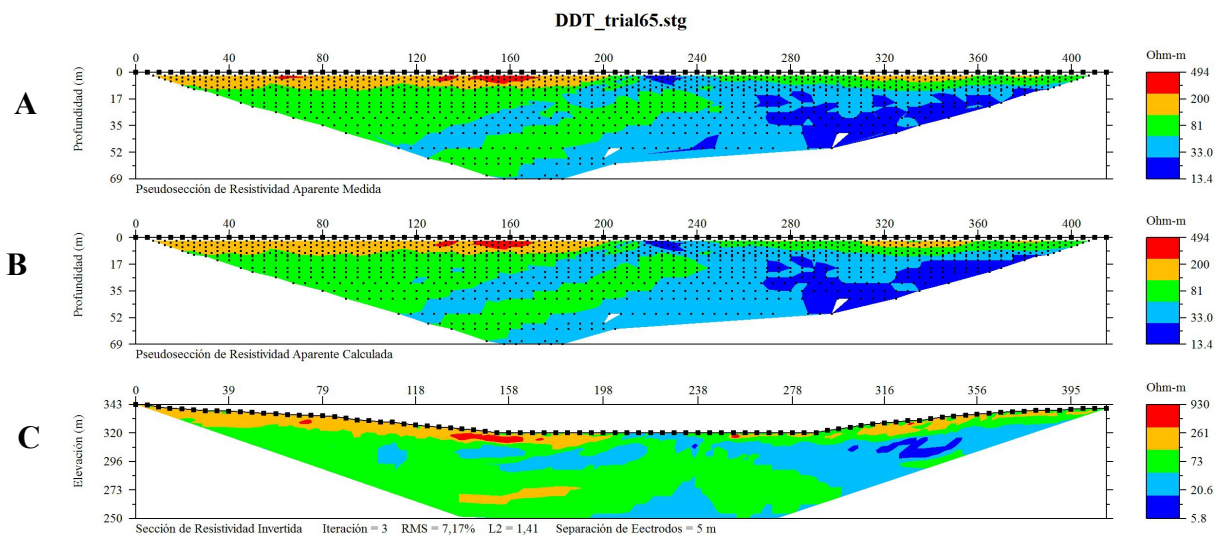 DDT_trial65.stg
A
0 40 80 120 160 200 240 280 320 360 400
Ohm-m
Profundidad (m)
0
17
35
52
69
494
200
81
33.0
13.4
Pseudosección de Resistividad Aparente Medida
B
0 40 80 120 160 200 240 280 320 360 400
Ohm-m
Profundidad (m)
0
17
35
52
69
494
200
81
33.0
13.4
Pseudosección de Resistividad Aparente Calculada
C
0 39 79 118 158 198 238 278 316 356 395
Ohm-m
Elevación (m)
343
320
296
273
250
930
261
73
20.6
5.8
Sección de Resistividad Invertida Iteración = 3 RMS = 7,17% L2 = 1,41 Separación de Eectrodos = 5 m